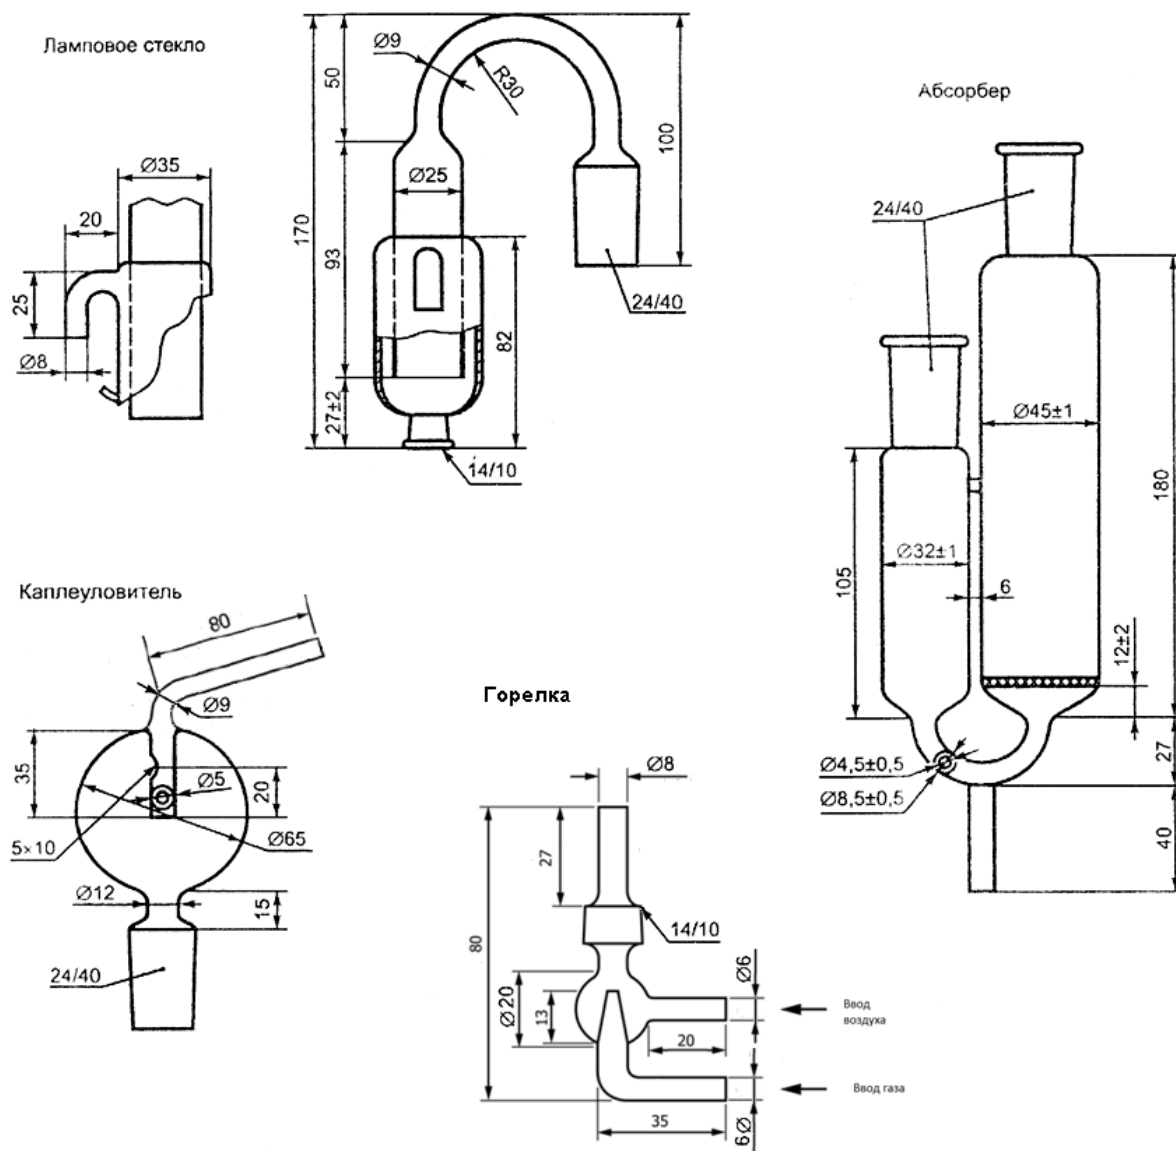 Ламповое стекло
Ø35
20
25
Ø8
Ø9
R30
50
100
170
93
Ø25
82
27±2
24/40
14/10
Абсорбер
24/40
Ø45±1
180
Ø32±1
105
6
12±2
27
Ø4,5±0,5
Ø8,5±0,5
40
Каплеуловитель
80
Ø9
35
Ø5
20
5×10
Ø65
Ø12
15
24/40
Горелка
Ø8
27
80
14/10
Ø20
13
Ø6
Ввод
воздуха
20
Ввод газа
35
6Ø